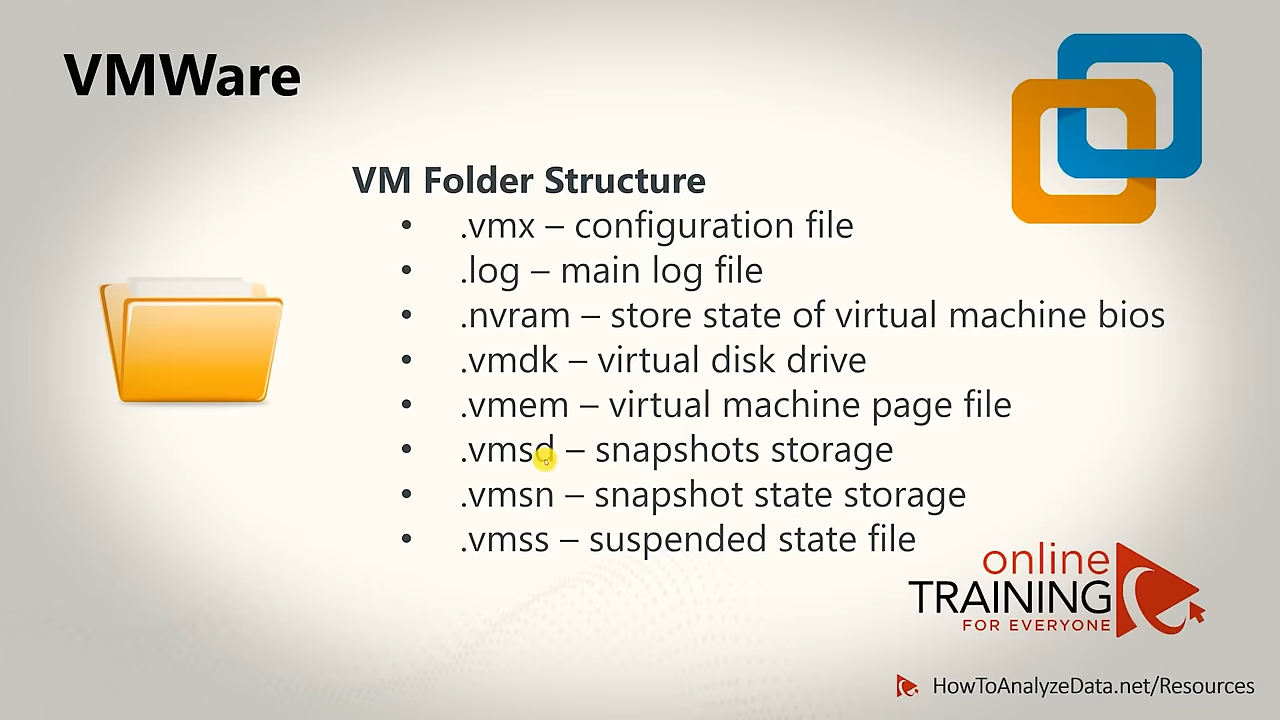 VMWare
VM Folder Structure
• .vmx – configuration file
• .log – main log file
• .nvram – store state of virtual machine bios
• .vmdk – virtual disk drive
• .vmem – virtual machine page file
• .vmsd – snapshots storage
• .vmsn – snapshot state storage
• .vmss – suspended state file
online
TRAINING
FOR EVERYONE
HowToAnalyzeData.net/Resources